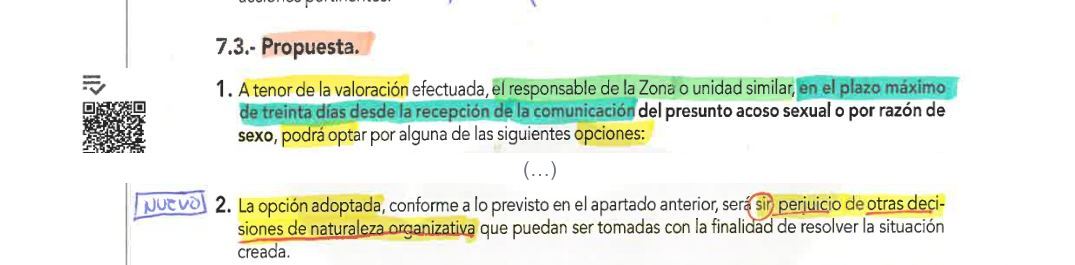 7.3.- Propuesta.
1. A tenor de la valoración efectuada, el responsable de la Zona o unidad similar, en el plazo máximo
de treinta días desde la recepción de la comunicación del presunto acoso sexual o por razón de
sexo, podrá optar por alguna de las siguientes opciones:
(...)
NUEVO 2. La opción adoptada, conforme a lo previsto en el apartado anterior, será sin perjuicio de otras deci-
siones de naturaleza organizativa que puedan ser tomadas con la finalidad de resolver la situación
creada.